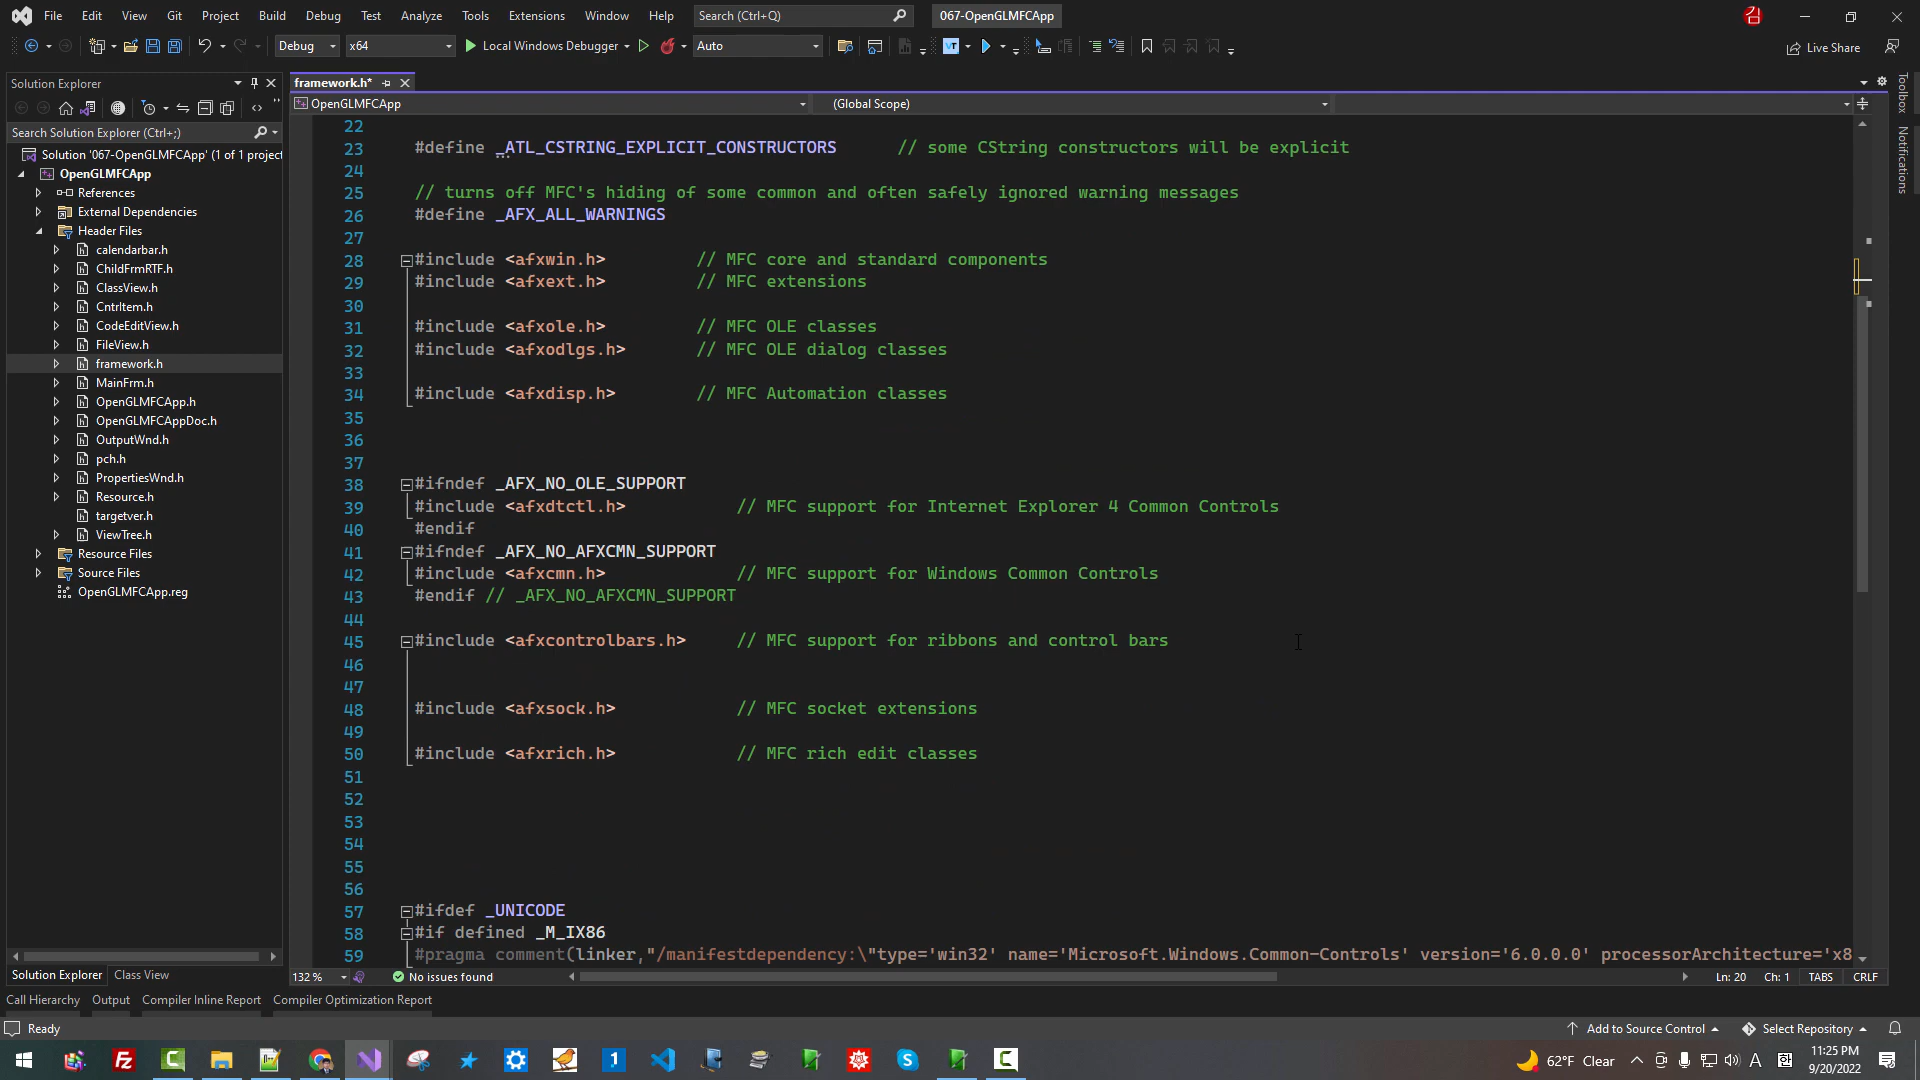 File Edit View Git Project Build Debug Test Analyze Tools Extensions Window Help Search (Ctrl+Q) 067-OpenGLMFCApp
Debug x64 Local Windows Debugger Auto Live Share
Solution Explorer
Search Solution Explorer (Ctrl+;)
Solution '067-OpenGLMFCApp' (1 of 1 project
OpenGLMFCApp
References
External Dependencies
Header Files
calendarbar.h
ChildFrmRTF.h
ClassView.h
CntrItem.h
CodeEditView.h
FileView.h
framework.h
MainFrm.h
OpenGLMFCApp.h
OpenGLMFCAppDoc.h
OutputWnd.h
pch.h
PropertiesWnd.h
Resource.h
targetver.h
ViewTree.h
Resource Files
Source Files
OpenGLMFCApp.reg
Solution Explorer Class View
framework.h*
OpenGLMFCApp (Global Scope)
22
23 #define _ATL_CSTRING_EXPLICIT_CONSTRUCTORS // some CString constructors will be explicit
24
25 // turns off MFC's hiding of some common and often safely ignored warning messages
26 #define _AFX_ALL_WARNINGS
27
28 #include <afxwin.h> // MFC core and standard components
29 #include <afxext.h> // MFC extensions
30
31 #include <afxole.h> // MFC OLE classes
32 #include <afxodlgs.h> // MFC OLE dialog classes
33
34 #include <afxdisp.h> // MFC Automation classes
35
36
37
38 #ifndef _AFX_NO_OLE_SUPPORT
39 #include <afxdtctl.h> // MFC support for Internet Explorer 4 Common Controls
40 #endif
41 #ifndef _AFX_NO_AFXCMN_SUPPORT
42 #include <afxcmn.h> // MFC support for Windows Common Controls
43 #endif // _AFX_NO_AFXCMN_SUPPORT
44
45 #include <afxcontrolbars.h> // MFC support for ribbons and control bars
46
47
48 #include <afxsock.h> // MFC socket extensions
49
50 #include <afxrich.h> // MFC rich edit classes
51
52
53
54
55
56
57 #ifdef _UNICODE
58 #if defined _M_IX86
59 #pragma comment(linker,"/manifestdependency:\"type='win32' name='Microsoft.Windows.Common-Controls' version='6.0.0.0' processorArchitecture='x8
132 % No issues found Ln: 20 Ch: 1 TABS CRLF
Toolbox
Notifications
Call Hierarchy Output Compiler Inline Report Compiler Optimization Report
Ready Add to Source Control Select Repository
62°F Clear A 11:25 PM
9/20/2022